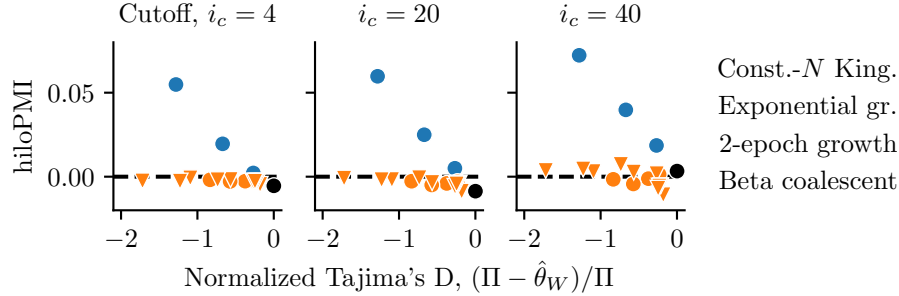 Cutoff, $i_c = 4$
$i_c = 20$
$i_c = 40$
hiloPMI
0.05
0.00
−2 −1 0
−2 −1 0
−2 −1 0
Normalized Tajima's D, $(\Pi - \hat{\theta}_W)/\Pi$
Const.-$N$ King.
Exponential gr.
2-epoch growth
Beta coalescent